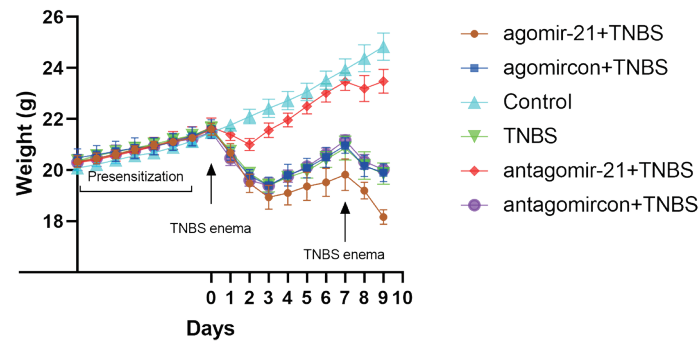 26
24
22
20
18
Weight (g)
Presensitization
TNBS enema
TNBS enema
0 1 2 3 4 5 6 7 8 9 10
Days
agomir-21+TNBS
agomircon+TNBS
Control
TNBS
antagomir-21+TNBS
antagomircon+TNBS